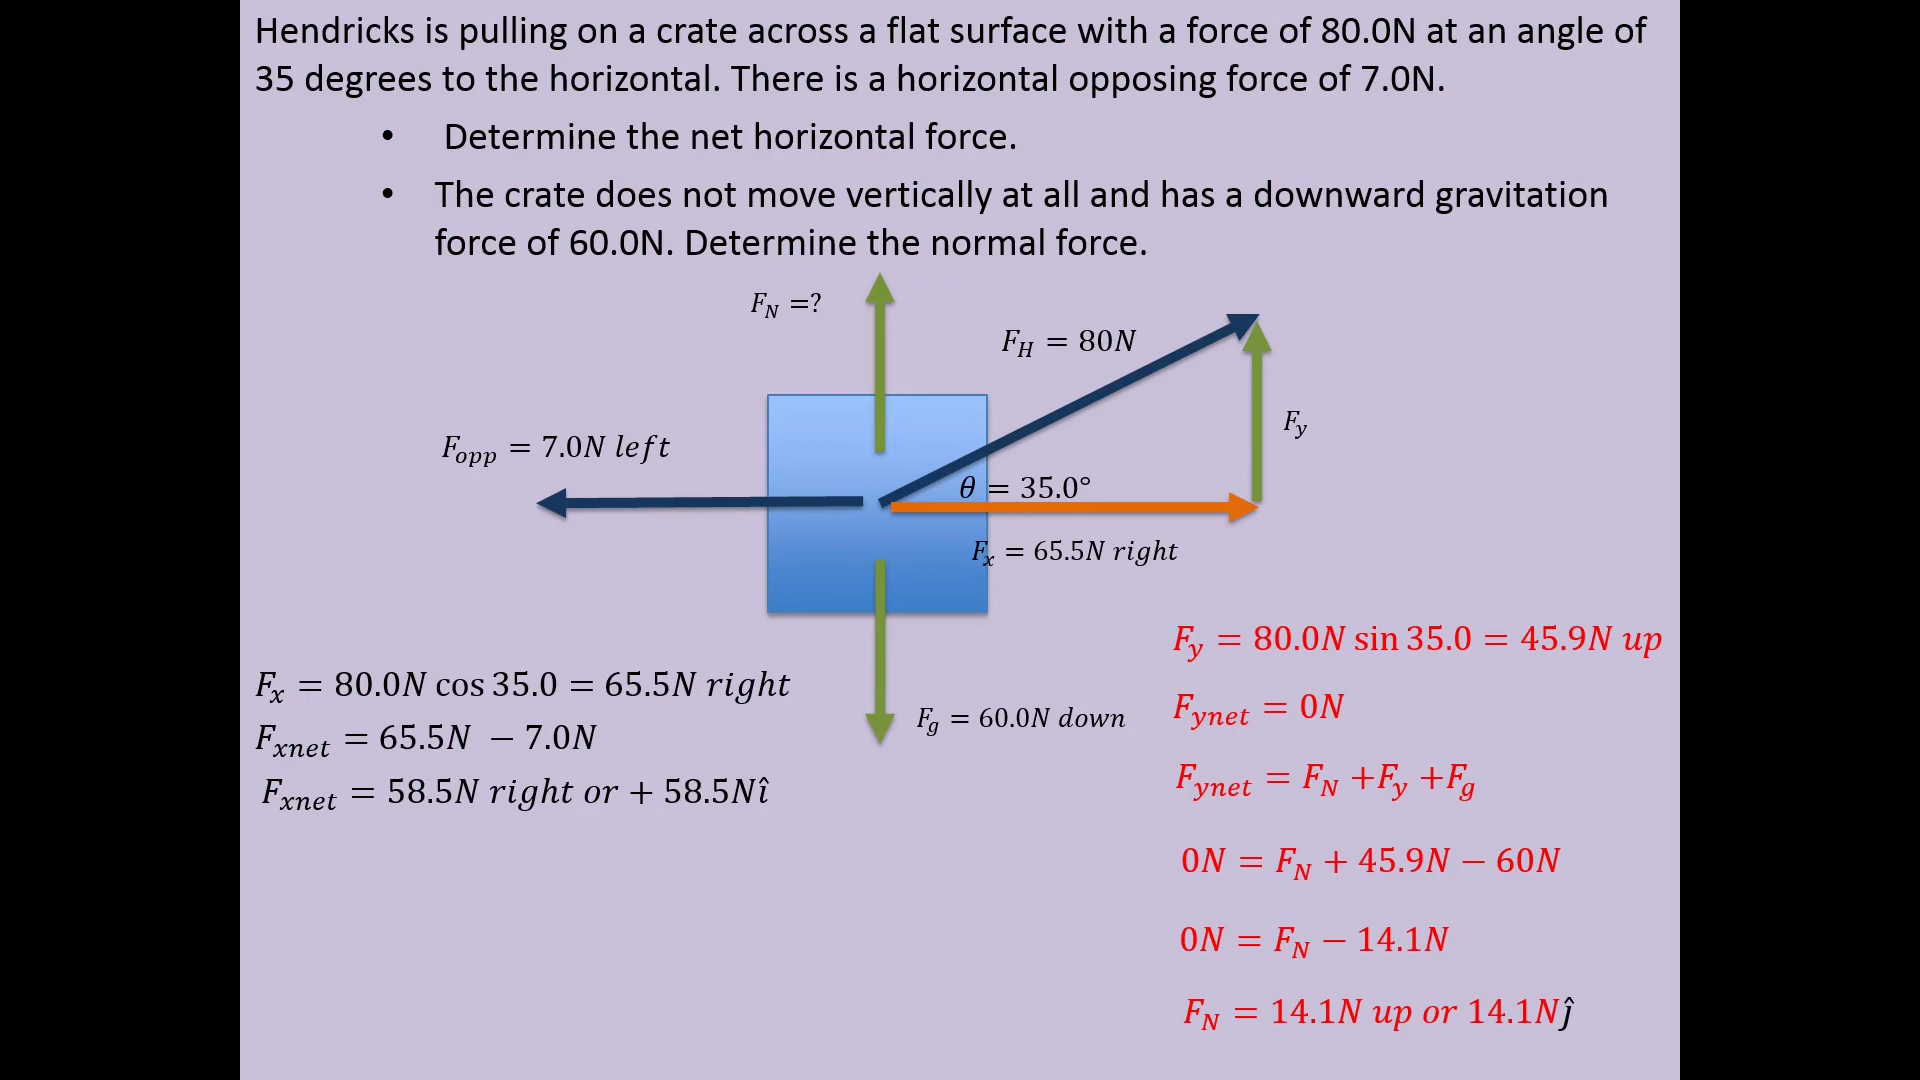 Hendricks is pulling on a crate across a flat surface with a force of 80.0N at an angle of
35 degrees to the horizontal. There is a horizontal opposing force of 7.0N.
• Determine the net horizontal force.
• The crate does not move vertically at all and has a downward gravitation
force of 60.0N. Determine the normal force.
F_N =?
F_H = 80N
F_y
F_opp = 7.0N left
θ = 35.0°
F_x = 65.5N right
F_g = 60.0N down
F_x = 80.0N cos 35.0 = 65.5N right
F_xnet = 65.5N − 7.0N
F_xnet = 58.5N right or + 58.5Nî
F_y = 80.0N sin 35.0 = 45.9N up
F_ynet = 0N
F_ynet = F_N +F_y +F_g
0N = F_N + 45.9N − 60N
0N = F_N − 14.1N
F_N = 14.1N up or 14.1Nĵ